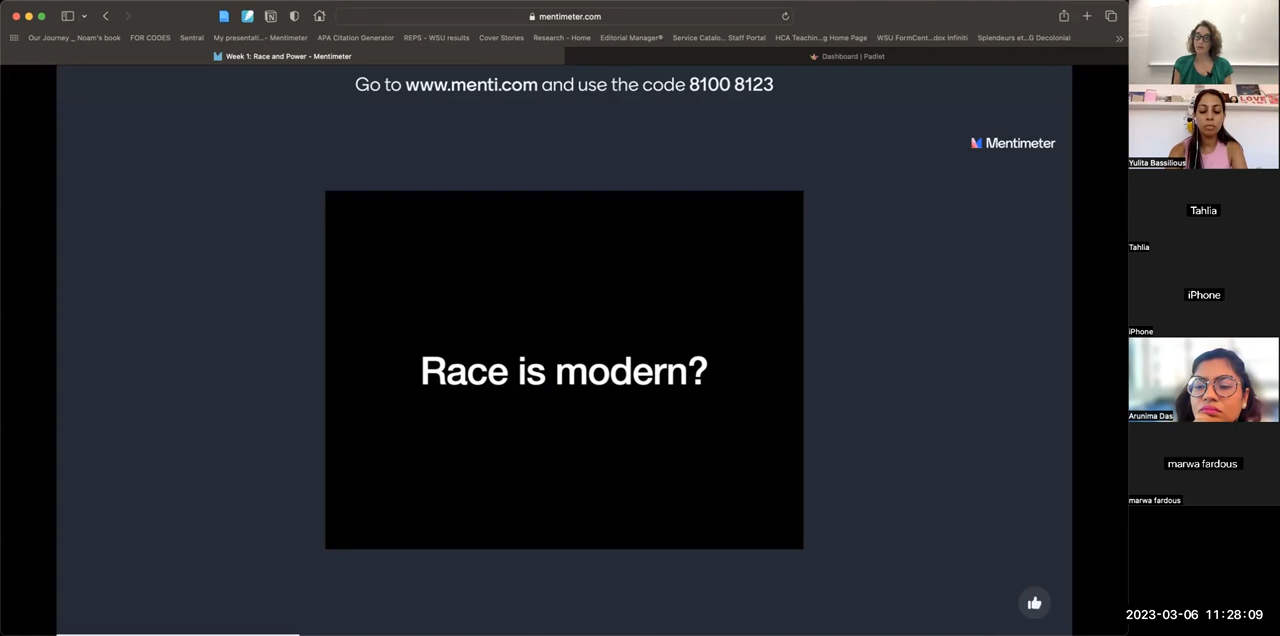 mentimeter.com
Our Journey _ Noam's book FOR CODES Sentral My presentati...- Mentimeter APA Citation Generator REPS - WSU results Cover Stories Research - Home Editorial Manager® Service Catalo... Staff Portal HCA Teachin...g Home Page WSU FormCent...dox Infiniti Splendeurs et...G Decolonial
Week 1: Race and Power - Mentimeter
Dashboard | Padlet
Go to www.menti.com and use the code 8100 8123
Mentimeter
Race is modern?
Yulita Bassilious
Tahlia
Tahlia
iPhone
iPhone
Arunima Das
marwa fardous
marwa fardous
2023-03-06 11:28:09